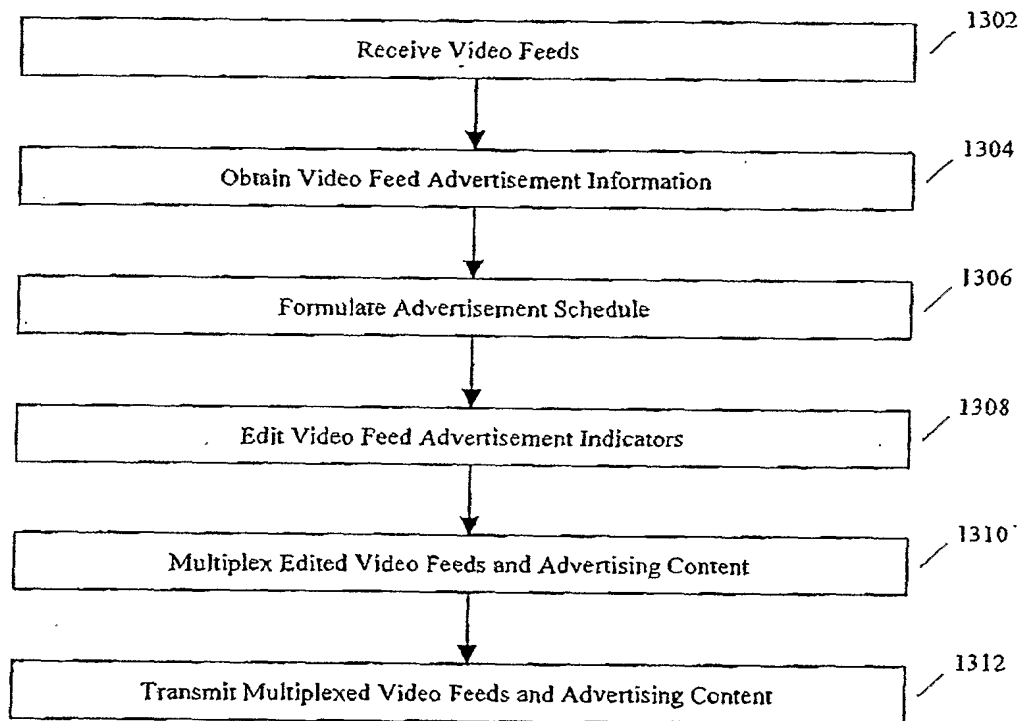 1302
Receive Video Feeds
1304
Obtain Video Feed Advertisement Information
1306
Formulate Advertisement Schedule
1308
Edit Video Feed Advertisement Indicators
1310
Multiplex Edited Video Feeds and Advertising Content
1312
Transmit Multiplexed Video Feeds and Advertising Content